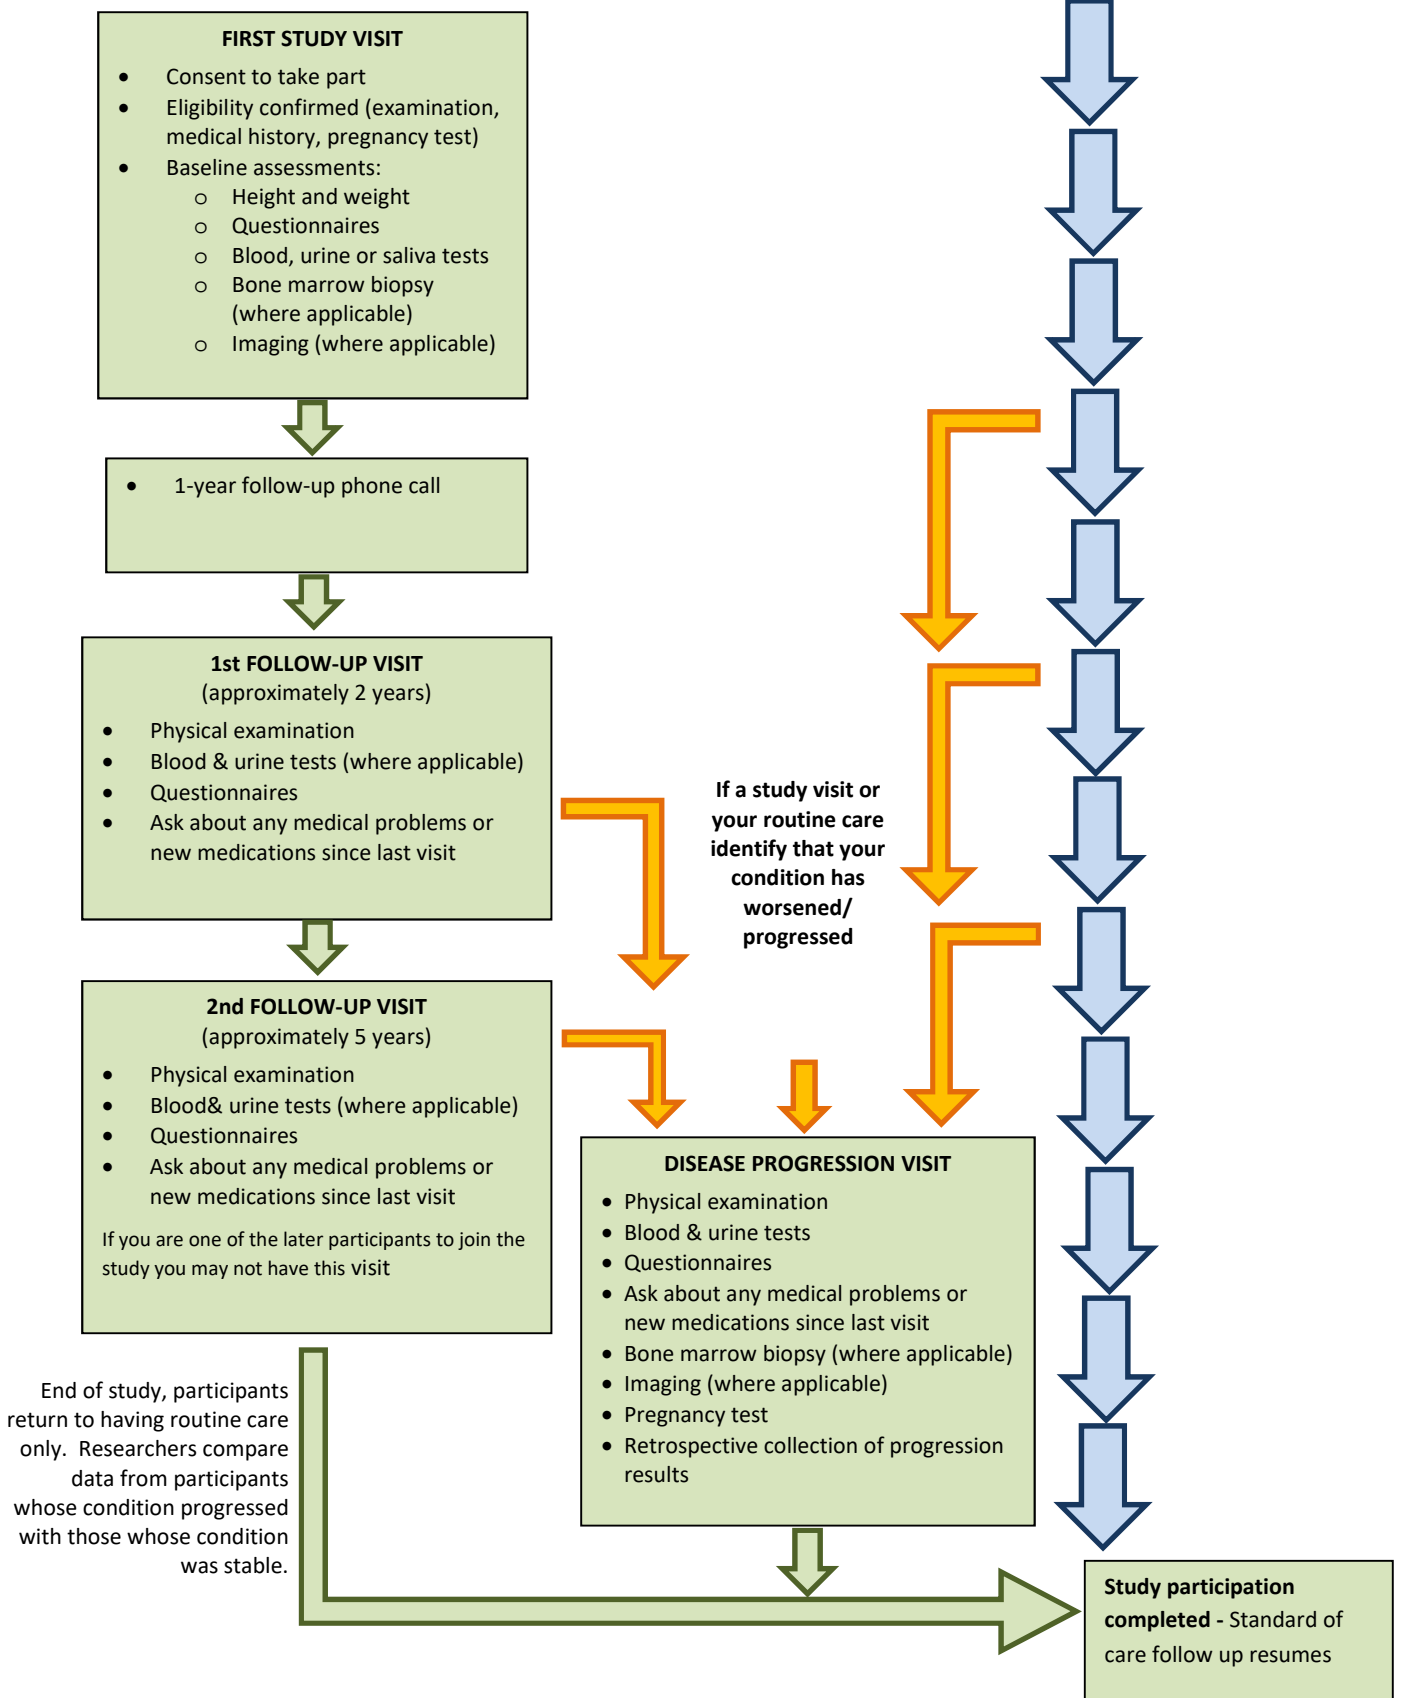 FIRST STUDY VISIT
• Consent to take part
• Eligibility confirmed (examination,
medical history, pregnancy test)
• Baseline assessments:
o Height and weight
o Questionnaires
o Blood, urine or saliva tests
o Bone marrow biopsy
(where applicable)
o Imaging (where applicable)
• 1-year follow-up phone call
1st FOLLOW-UP VISIT
(approximately 2 years)
• Physical examination
• Blood & urine tests (where applicable)
• Questionnaires
• Ask about any medical problems or
new medications since last visit
If a study visit or
your routine care
identify that your
condition has
worsened/
progressed
2nd FOLLOW-UP VISIT
(approximately 5 years)
• Physical examination
• Blood& urine tests (where applicable)
• Questionnaires
• Ask about any medical problems or
new medications since last visit
If you are one of the later participants to join the
study you may not have this visit
DISEASE PROGRESSION VISIT
• Physical examination
• Blood & urine tests
• Questionnaires
• Ask about any medical problems or
new medications since last visit
• Bone marrow biopsy (where applicable)
• Imaging (where applicable)
• Pregnancy test
• Retrospective collection of progression
results
End of study, participants
return to having routine care
only. Researchers compare
data from participants
whose condition progressed
with those whose condition
was stable.
Study participation
completed - Standard of
care follow up resumes